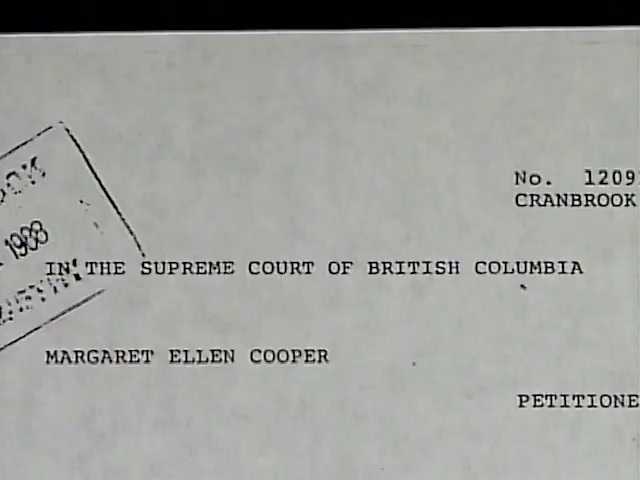 No. 1209
CRANBROOK
1988
IN THE SUPREME COURT OF BRITISH COLUMBIA
MARGARET ELLEN COOPER
PETITIONE